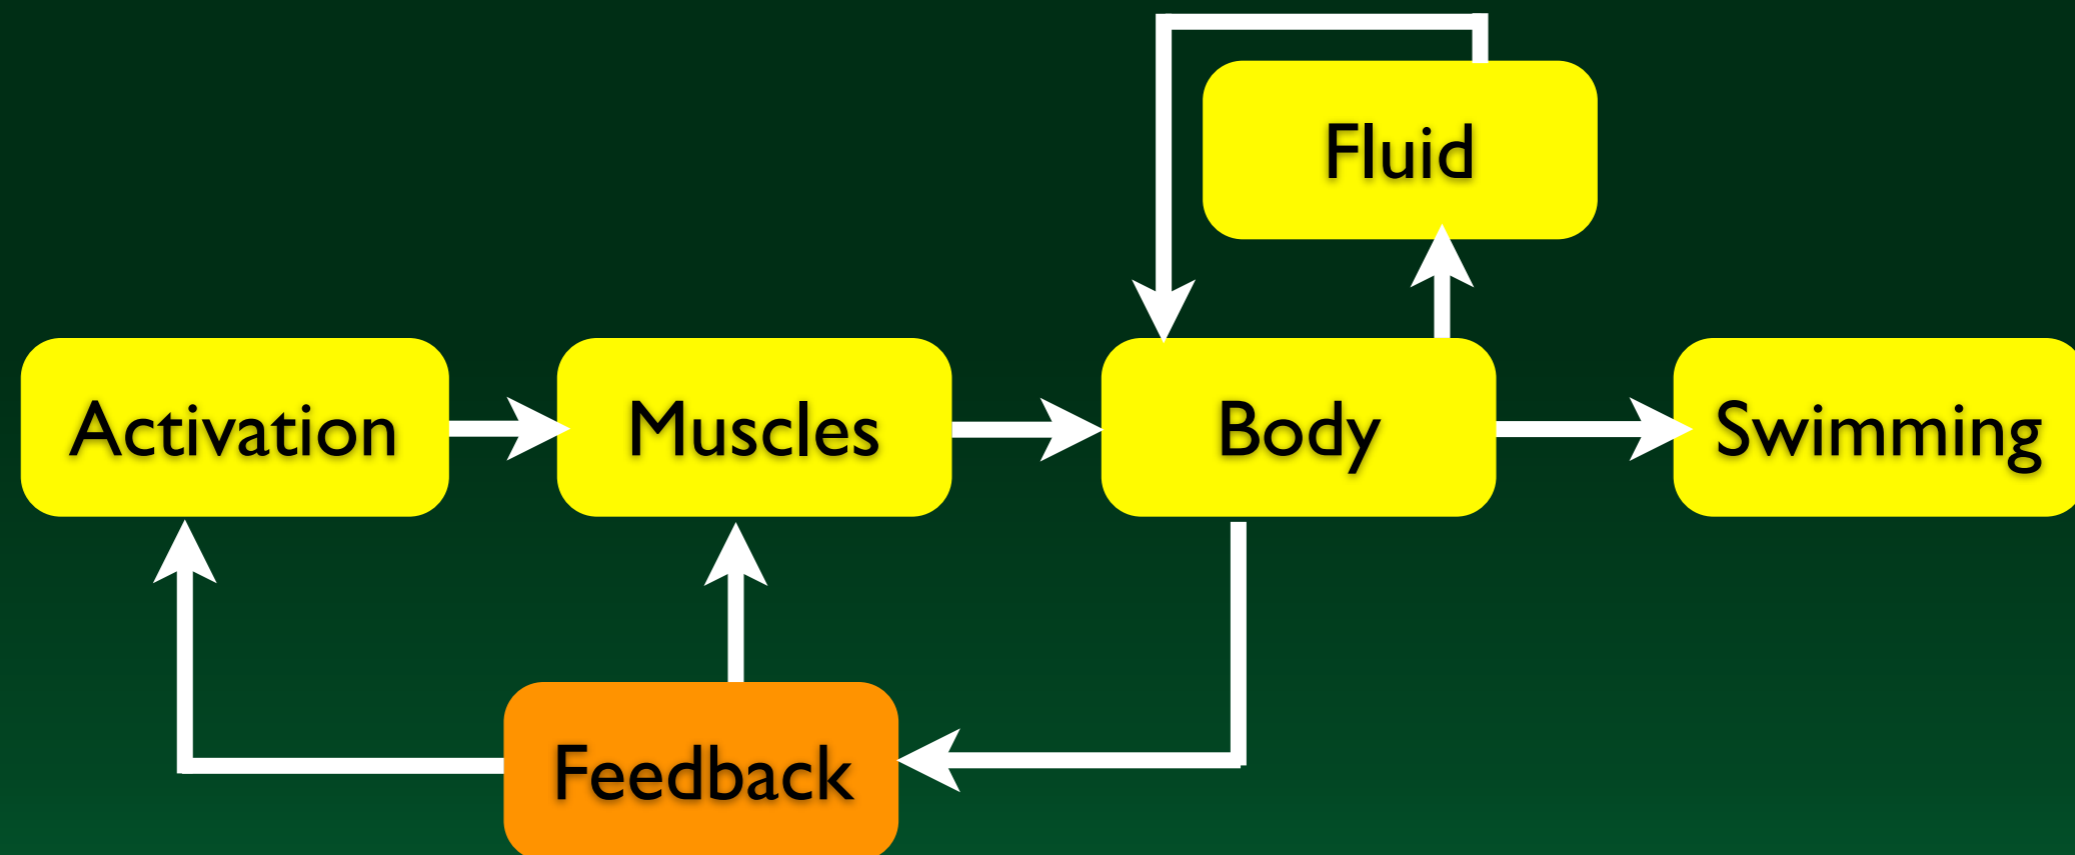 Fluid
Activation
Muscles
Body
Swimming
Feedback